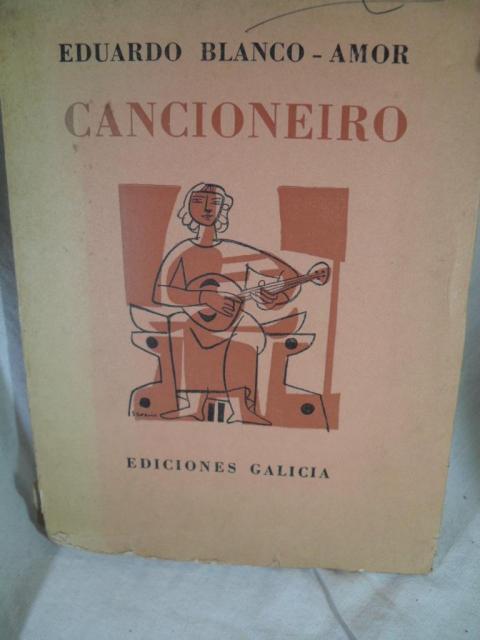 EDUARDO BLANCO - AMOR
CANCIONEIRO
EDICIONES GALICIA